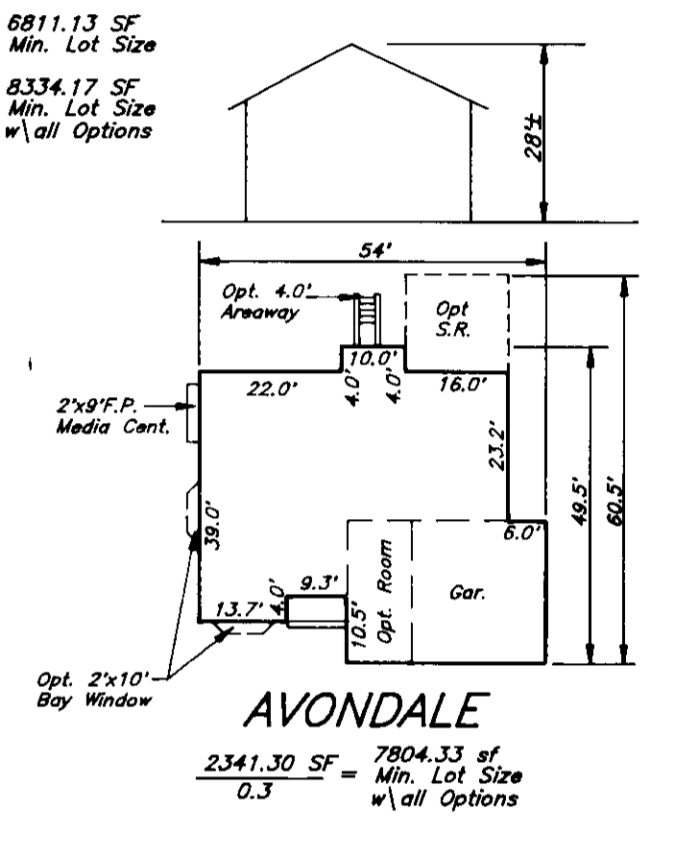 6811.13 SF
Min. Lot Size
8334.17 SF
Min. Lot Size
w\all Options
28'±
54'
Opt. 4.0'
Areaway
Opt
S.R.
10.0'
22.0'
4.0'
4.0'
16.0'
2'x9'F.P.
Media Cent.
23.2'
49.5'
60.5'
39.0'
6.0'
9.3'
4.0'
13.7'
10.5'
Opt. Room
Gar.
Opt. 2'x10'
Bay Window
AVONDALE
2341.30 SF = 7804.33 sf
0.3
Min. Lot Size
w\all Options